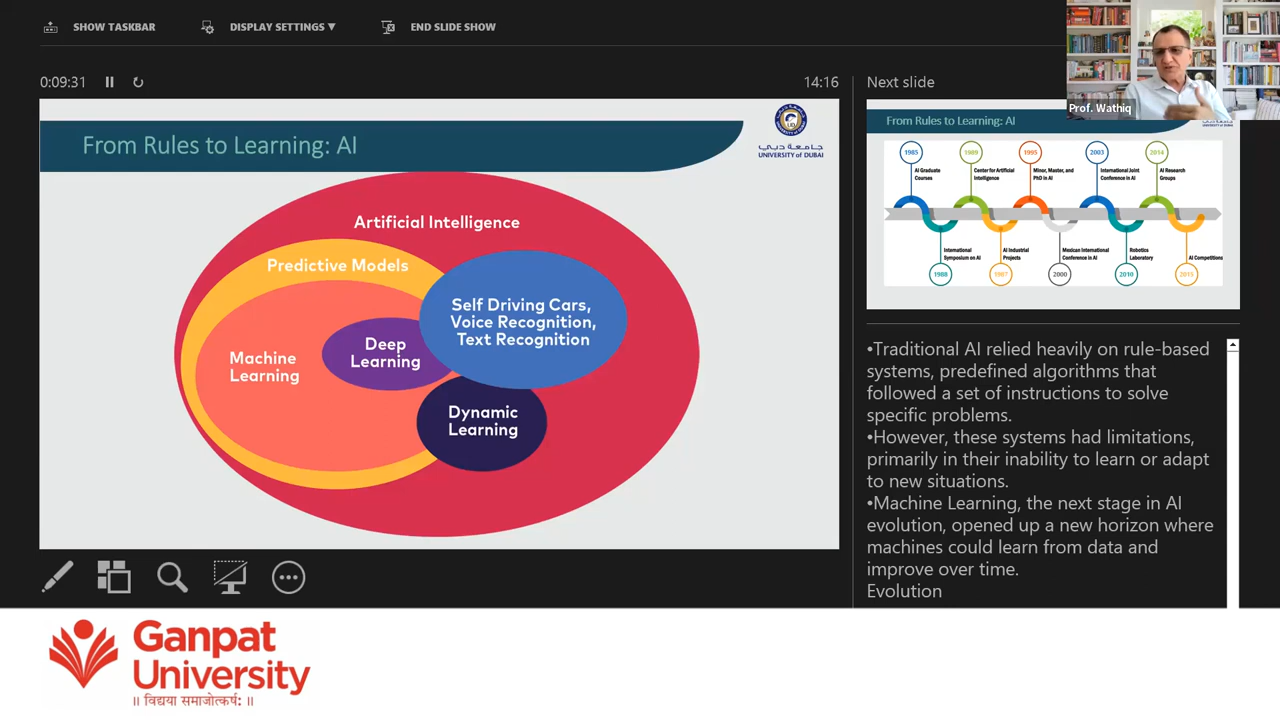 SHOW TASKBAR
DISPLAY SETTINGS ▼
END SLIDE SHOW
0:09:31
14:16
Next slide
Prof. Wathiq
From Rules to Learning: AI
جامعة دبي
UNIVERSITY of DUBAI
Artificial Intelligence
Predictive Models
Self Driving Cars,
Voice Recognition,
Text Recognition
Deep
Learning
Machine
Learning
Dynamic
Learning
From Rules to Learning: AI
UNIVERSITY of DUBAI
1985
1989
1995
2003
2014
AI Graduate
Courses
Center for Artificial
Intelligence
Minor, Master, and
PhD in AI
International Joint
Conference in AI
AI Research
Groups
International
Symposium on AI
AI Industrial
Projects
Mexican International
Conference in AI
Robotics
Laboratory
AI Competitions
1988
1987
2000
2010
2015
•Traditional AI relied heavily on rule-based
systems, predefined algorithms that
followed a set of instructions to solve
specific problems.
•However, these systems had limitations,
primarily in their inability to learn or adapt
to new situations.
•Machine Learning, the next stage in AI
evolution, opened up a new horizon where
machines could learn from data and
improve over time.
Evolution
Ganpat
University
॥ विद्यया समाजोत्कर्षः ॥